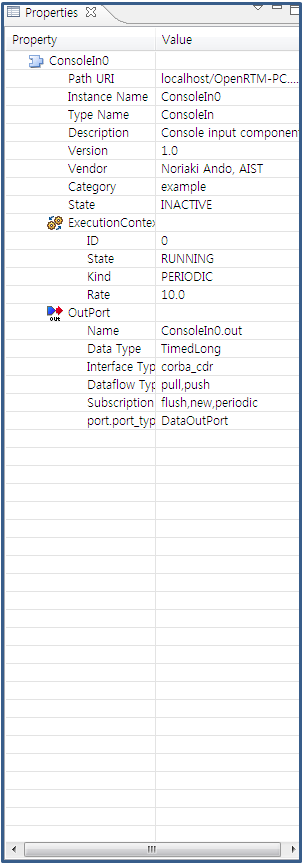 Properties
Property Value
ConsoleIn0
Path URI localhost/OpenRTM-PC....
Instance Name ConsoleIn0
Type Name ConsoleIn
Description Console input component
Version 1.0
Vendor Noriaki Ando, AIST
Category example
State INACTIVE
ExecutionContex
ID 0
State RUNNING
Kind PERIODIC
Rate 10.0
OutPort
Name ConsoleIn0.out
Data Type TimedLong
Interface Typ corba_cdr
Dataflow Typ pull,push
Subscription flush,new,periodic
port.port_typ DataOutPort